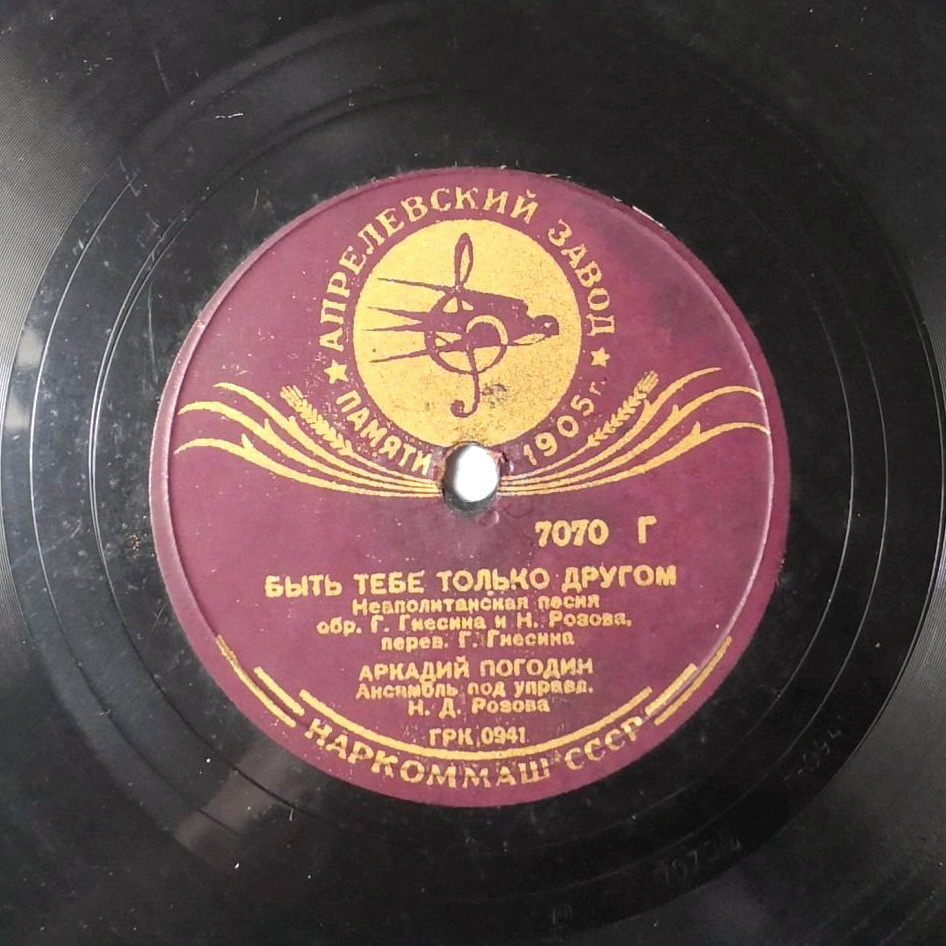 ★ АПРЕЛЕВСКИЙ ЗАВОД ★
ПАМЯТИ 1905 г.
7070 Г
БЫТЬ ТЕБЕ ТОЛЬКО ДРУГОМ
Неаполитанская песня
обр. Г. Гнесина и Н. Розова,
перев. Г. Гнесина
АРКАДИЙ ПОГОДИН
Ансамбль под управл.
Н. Д. Розова
ГРК 0941
НАРКОММАШ СССР